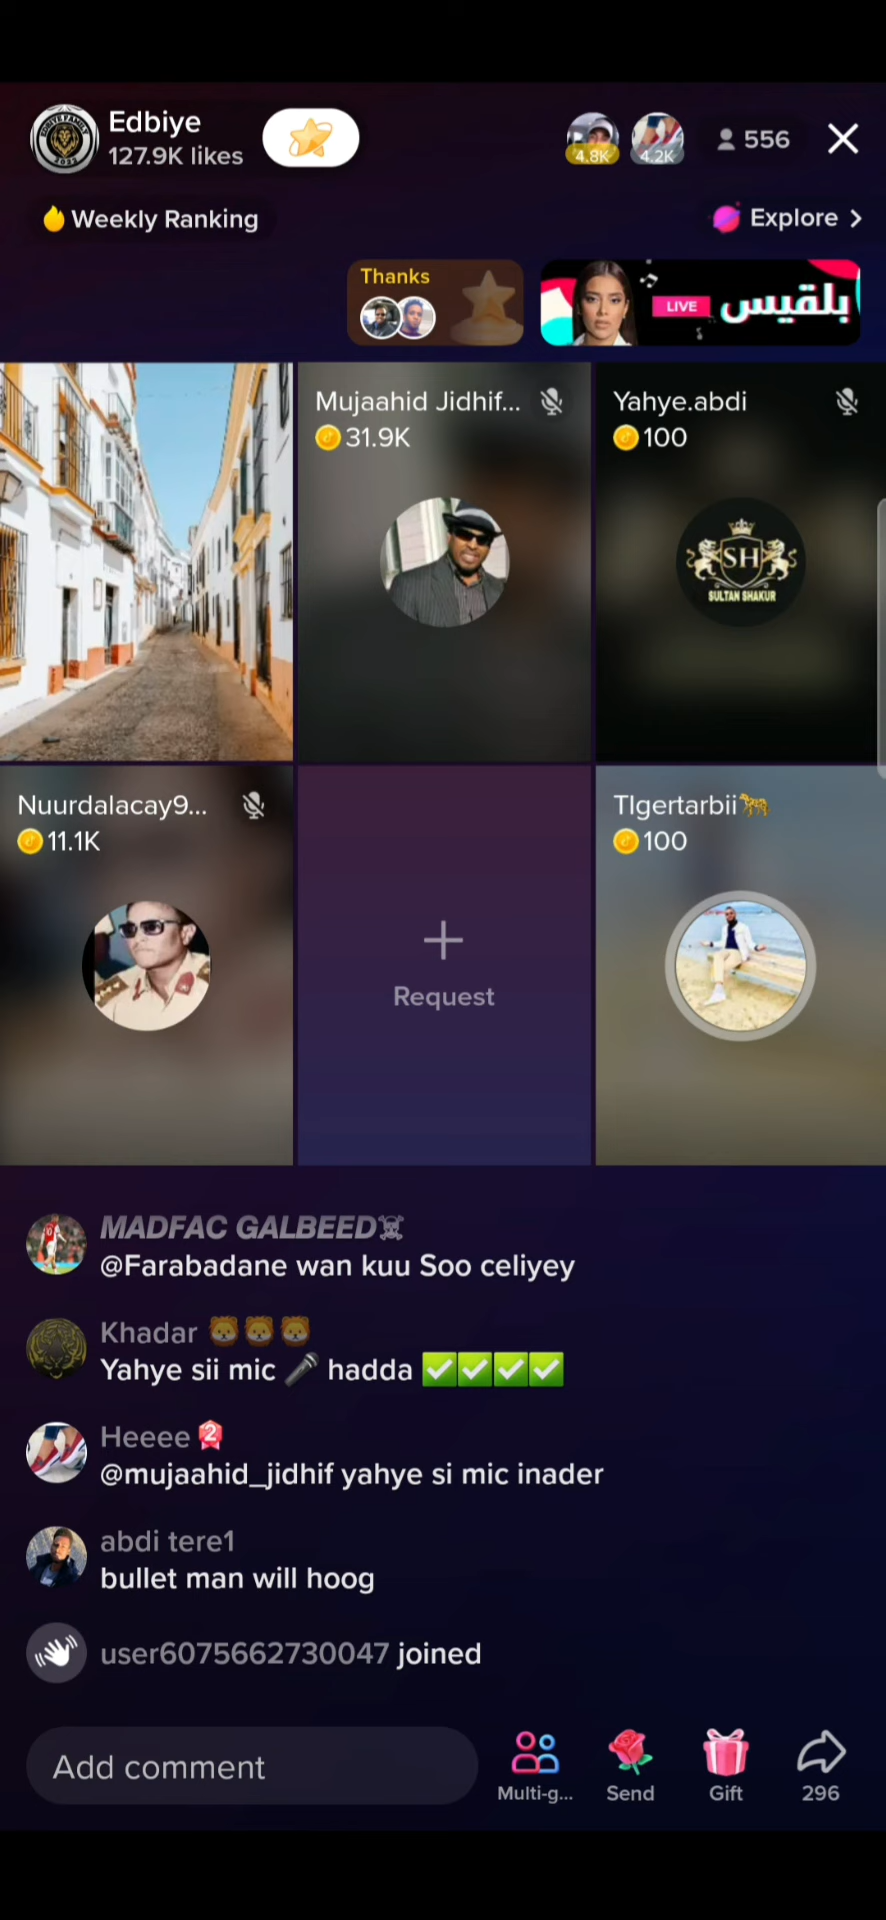 Edbiye
127.9K likes
4.8K
4.2K
556
Weekly Ranking
Explore
Thanks
LIVE
بلقيس
Mujaahid Jidhif...
31.9K
Yahye.abdi
100
SH
SULTAN SHAKUR
Nuurdalacay9...
11.1K
Request
TIgertarbii
100
MADFAC GALBEED
@Farabadane wan kuu Soo celiyey
Khadar
Yahye sii mic hadda
Heeee 2
@mujaahid_jidhif yahye si mic inader
abdi tere1
bullet man will hoog
user6075662730047 joined
Add comment
Multi-g...
Send
Gift
296